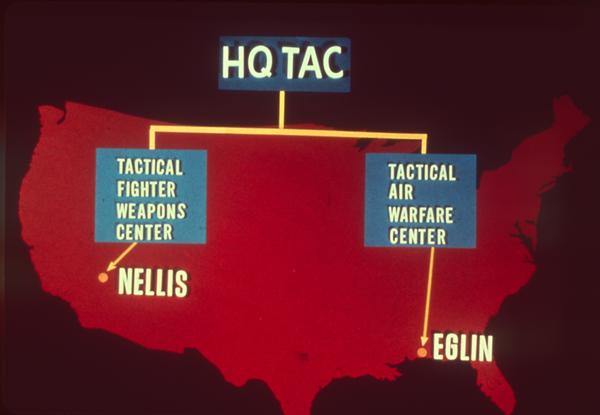 HQ TAC
TACTICAL
FIGHTER
WEAPONS
CENTER
TACTICAL
AIR
WARFARE
CENTER
NELLIS
EGLIN